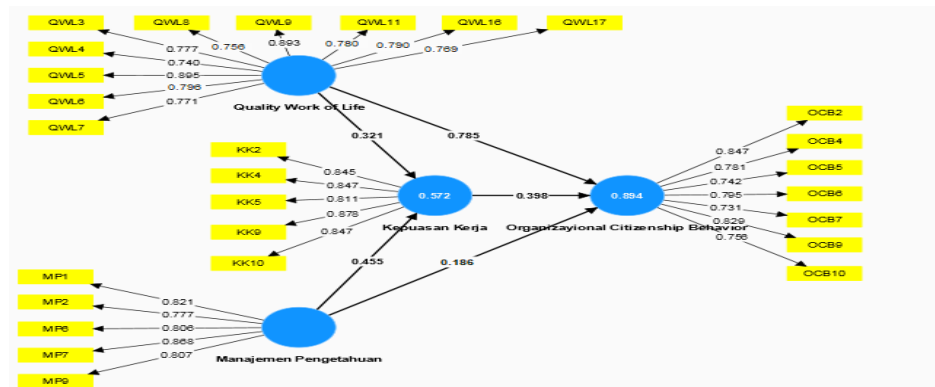 QWL3 QWL8 QWL9 QWL11 QWL16 QWL17
0.777 0.756 0.893 0.780 0.790 0.769
QWL4
0.740
QWL5
0.895
QWL6
0.796
QWL7
0.771
Quality Work of Life
0.321
0.785
KK2
0.845
KK4
0.847
KK5
0.811
KK9
0.878
KK10
0.847
0.572
Kepuasan Kerja
0.398
0.894
Organizayional Citizenship Behavior
OCB2
0.847
OCB4
0.781
OCB5
0.742
OCB6
0.795
OCB7
0.731
OCB9
0.829
OCB10
0.756
0.455
0.186
MP1
0.821
MP2
0.777
MP6
0.806
MP7
0.868
MP9
0.807
Manajemen Pengetahuan